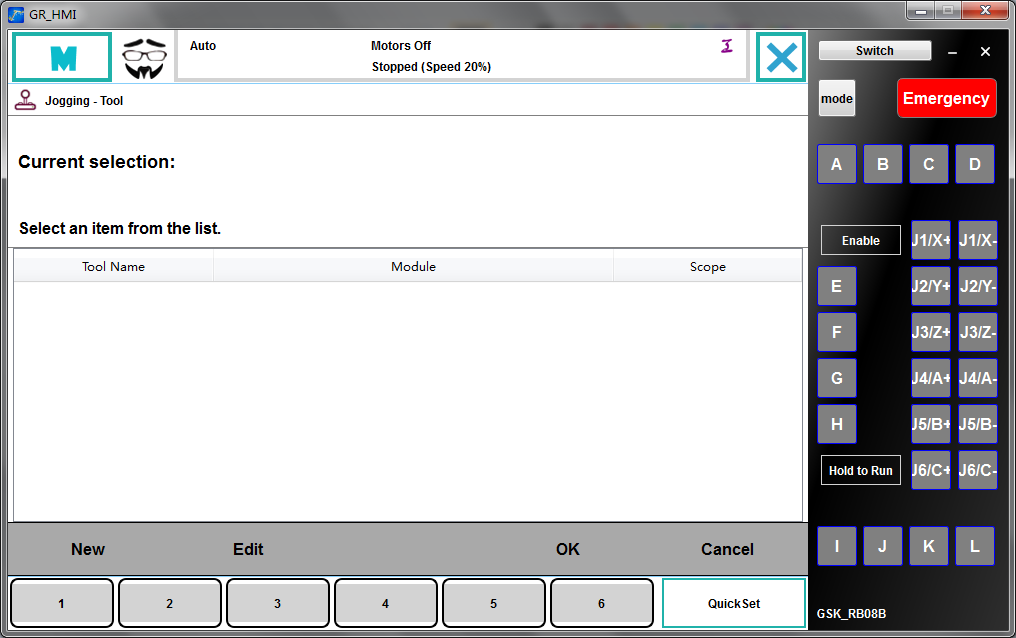 GR_HMI
M
Auto
Motors Off
Stopped (Speed 20%)
Jogging - Tool
Current selection:
Select an item from the list.
Tool Name Module Scope
New Edit OK Cancel
1 2 3 4 5 6 QuickSet
Switch
mode Emergency
A B C D
Enable J1/X+ J1/X-
E J2/Y+ J2/Y-
F J3/Z+ J3/Z-
G J4/A+ J4/A-
H J5/B+ J5/B-
Hold to Run J6/C+ J6/C-
I J K L
GSK_RB08B